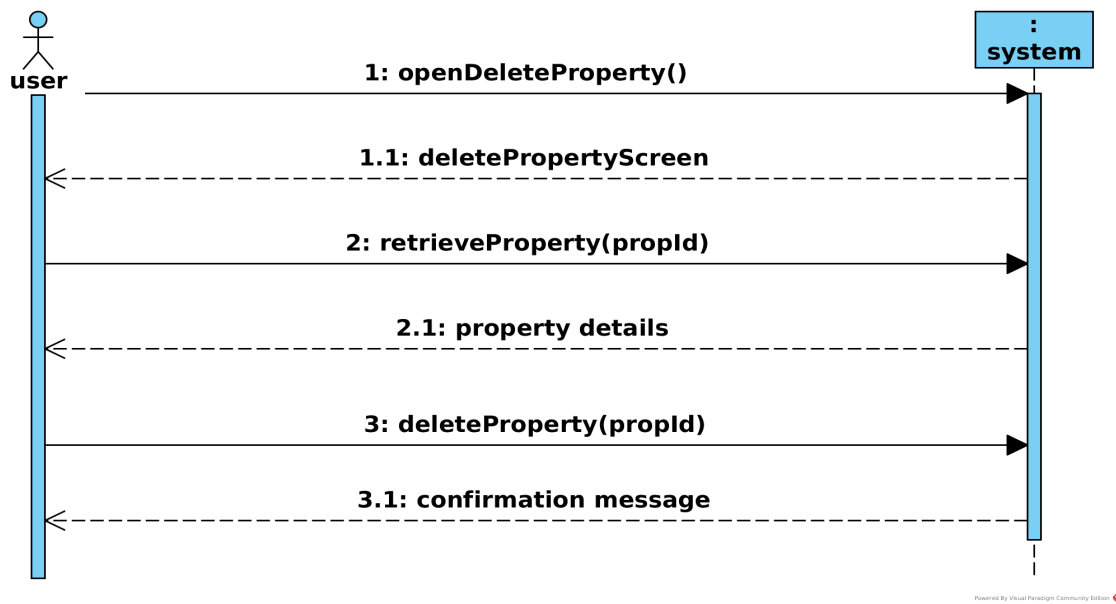 :
system
user
1: openDeleteProperty()
1.1: deletePropertyScreen
2: retrieveProperty(propId)
2.1: property details
3: deleteProperty(propId)
3.1: confirmation message
Powered By Visual Paradigm Community Edition